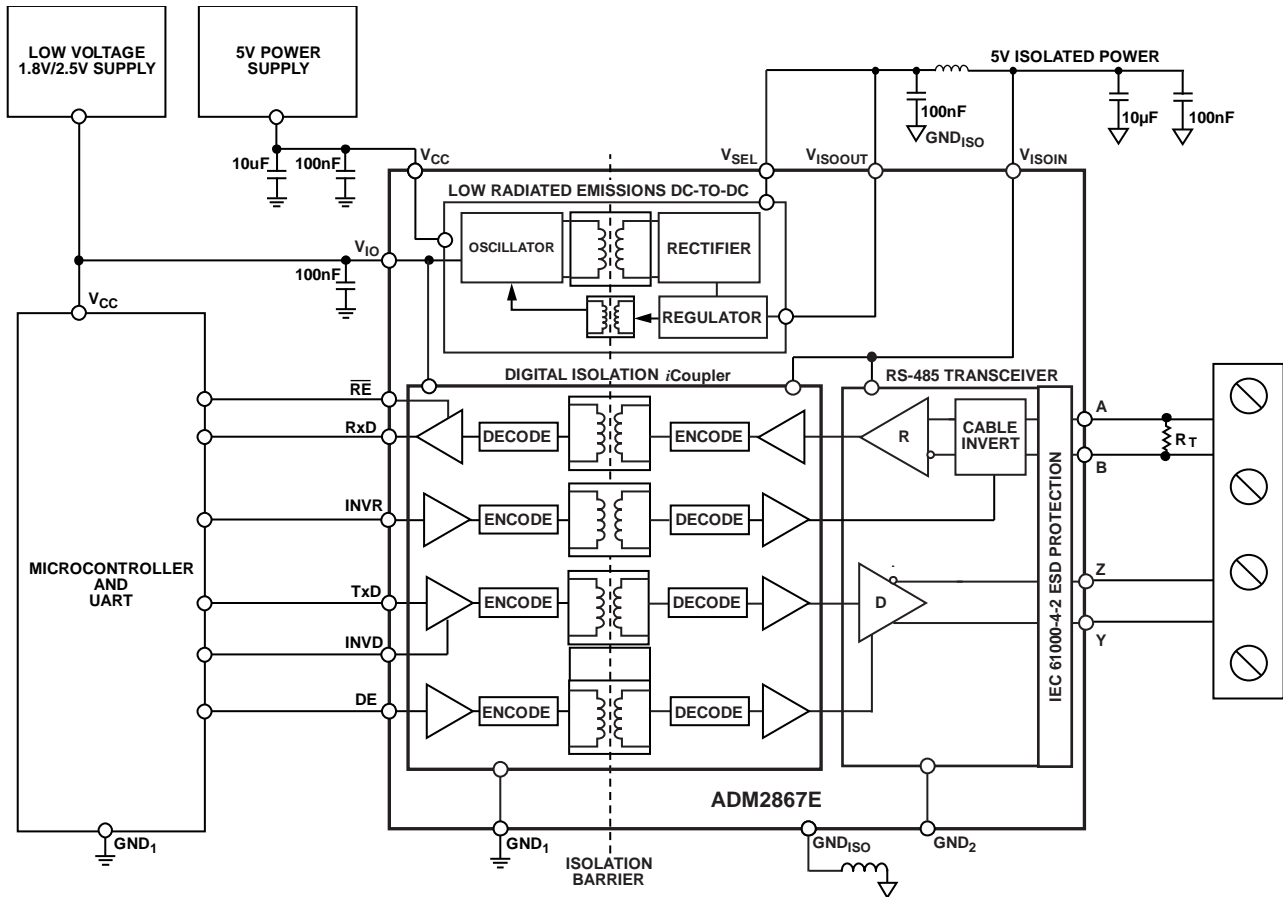 LOW VOLTAGE
1.8V/2.5V SUPPLY
5V POWER
SUPPLY
5V ISOLATED POWER
100nF
GNDISO
10µF
100nF
10uF
100nF
VCC
VSEL
VISOOUT
VISOIN
LOW RADIATED EMISSIONS DC-TO-DC
OSCILLATOR
RECTIFIER
VIO
100nF
VCC
REGULATOR
DIGITAL ISOLATION iCoupler
RS-485 TRANSCEIVER
RE
RxD
DECODE
ENCODE
R
CABLE
INVERT
A
RT
B
INVR
ENCODE
DECODE
MICROCONTROLLER
AND
UART
TxD
ENCODE
DECODE
D
Z
INVD
Y
DE
ENCODE
DECODE
IEC 61000-4-2 ESD PROTECTION
ADM2867E
GND1
GND1
GNDISO
GND2
ISOLATION
BARRIER